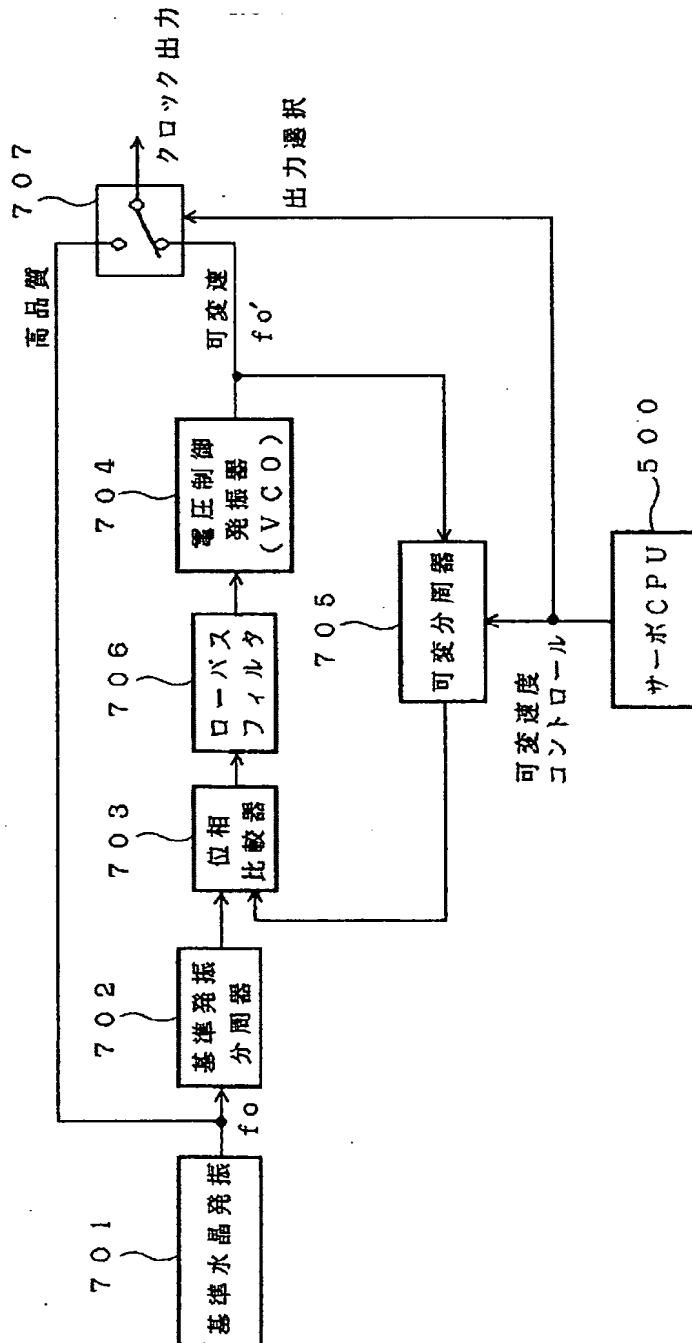 701
基準水晶発振
fo
702
基準発振
分周器
703
位相
比較器
706
ローパス
フィルタ
704
電圧制御
発振器
(VCO)
高品質
可変速
fo'
707
クロック出力
出力選択
705
可変分周器
可変速度
コントロール
サーボCPU
500